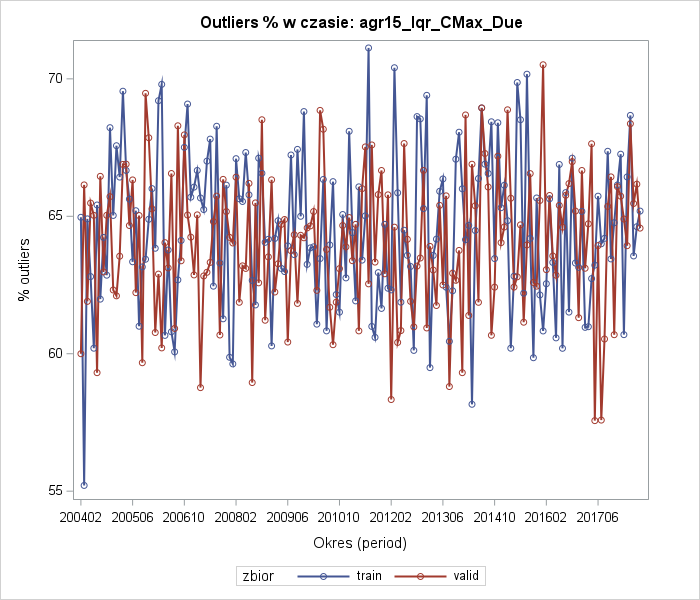 Outliers % w czasie: agr15_Iqr_CMax_Due
70
65
60
55
% outliers
200402 200506 200610 200802 200906 201010 201202 201306 201410 201602 201706
Okres (period)
zbior train valid